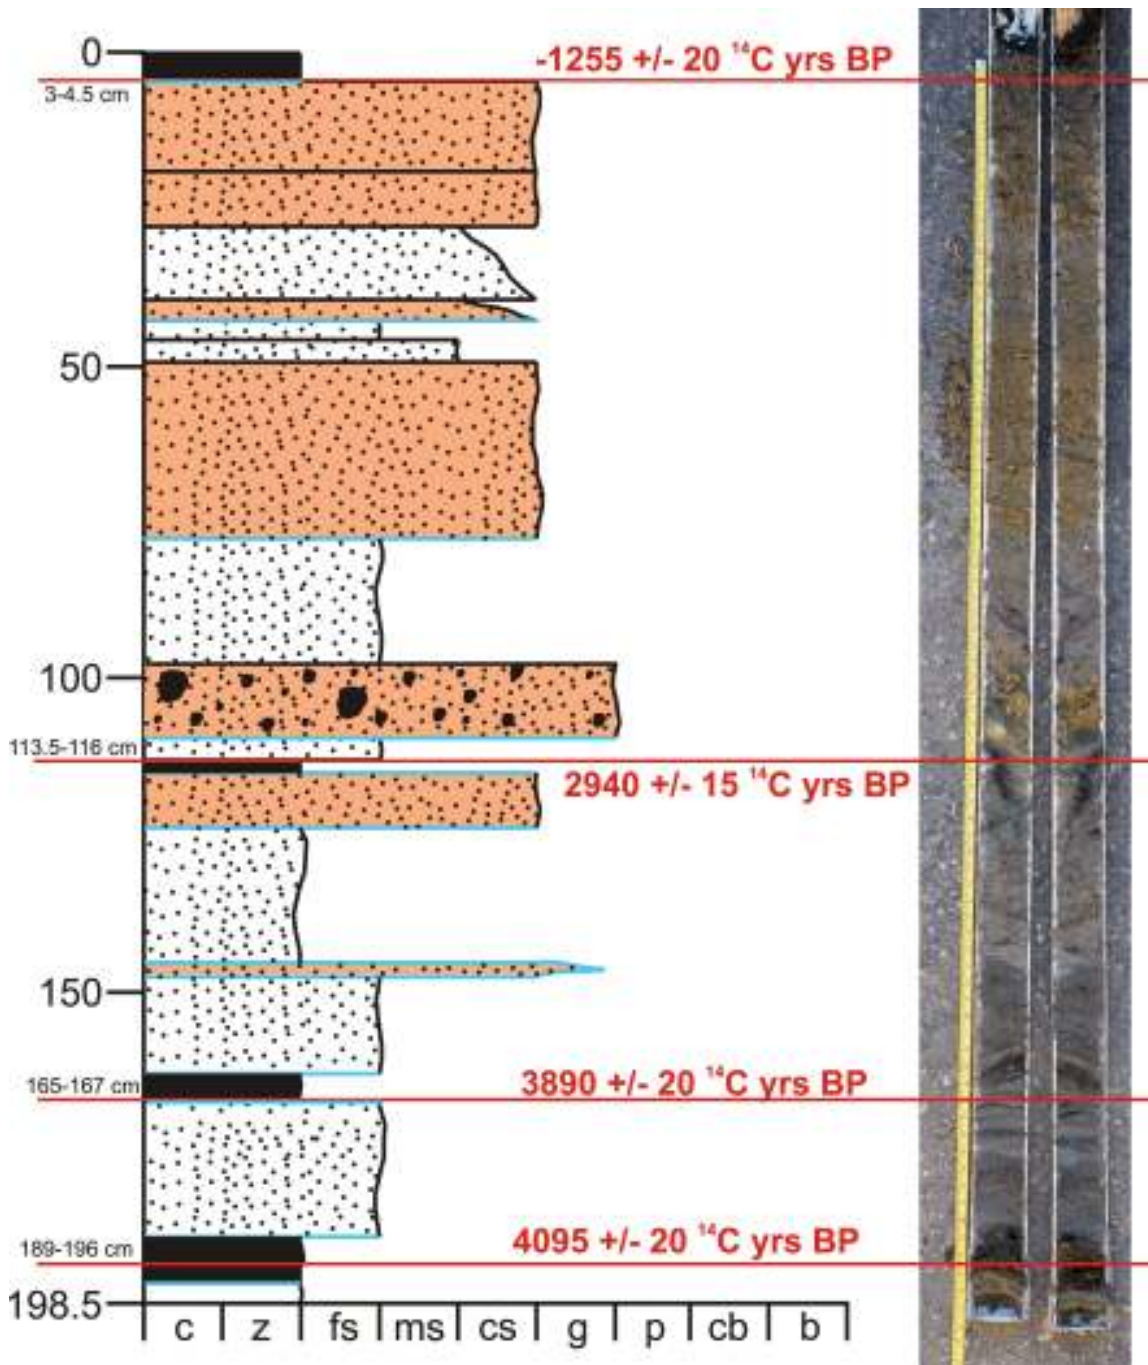 0
-1255 +/- 20 ¹⁴C yrs BP
3-4.5 cm
50
100
113.5-116 cm
2940 +/- 15 ¹⁴C yrs BP
150
165-167 cm
3890 +/- 20 ¹⁴C yrs BP
189-196 cm
4095 +/- 20 ¹⁴C yrs BP
198.5
c z fs ms cs g p cb b